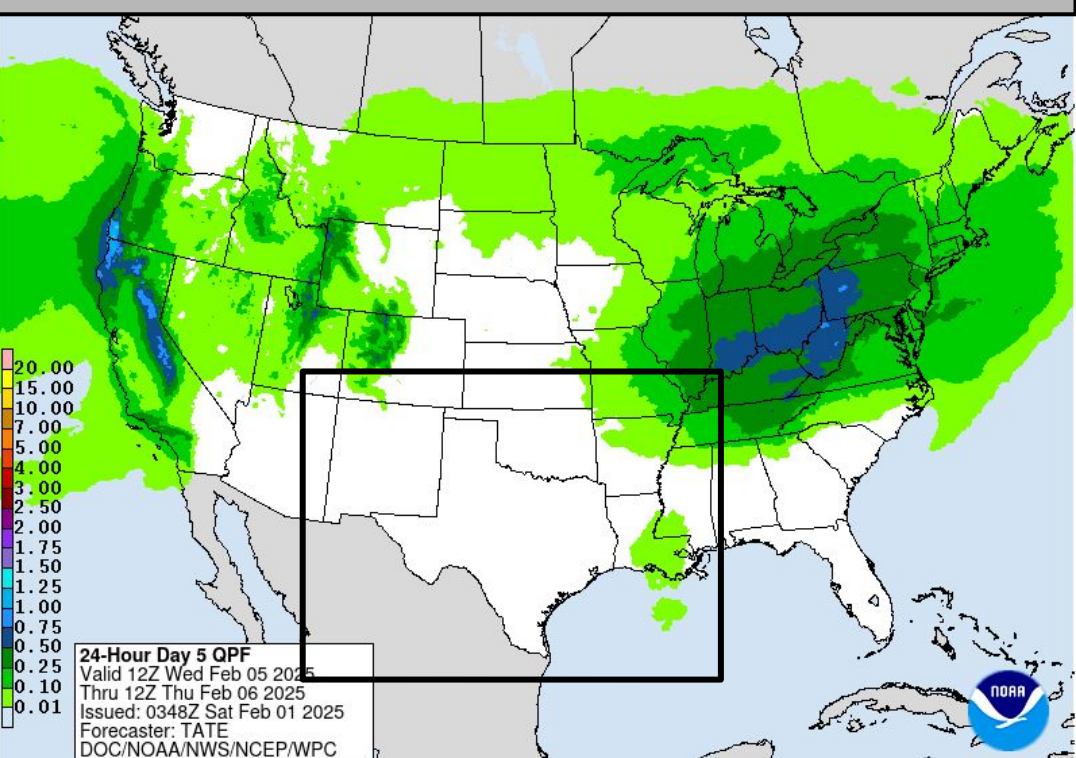 20.00
15.00
10.00
7.00
5.00
4.00
3.00
2.50
2.00
1.75
1.50
1.25
1.00
0.75
0.50
0.25
0.10
0.01
24-Hour Day 5 QPF
Valid 12Z Wed Feb 05 2025
Thru 12Z Thu Feb 06 2025
Issued: 0348Z Sat Feb 01 2025
Forecaster: TATE
DOC/NOAA/NWS/NCEP/WPC
NOAA